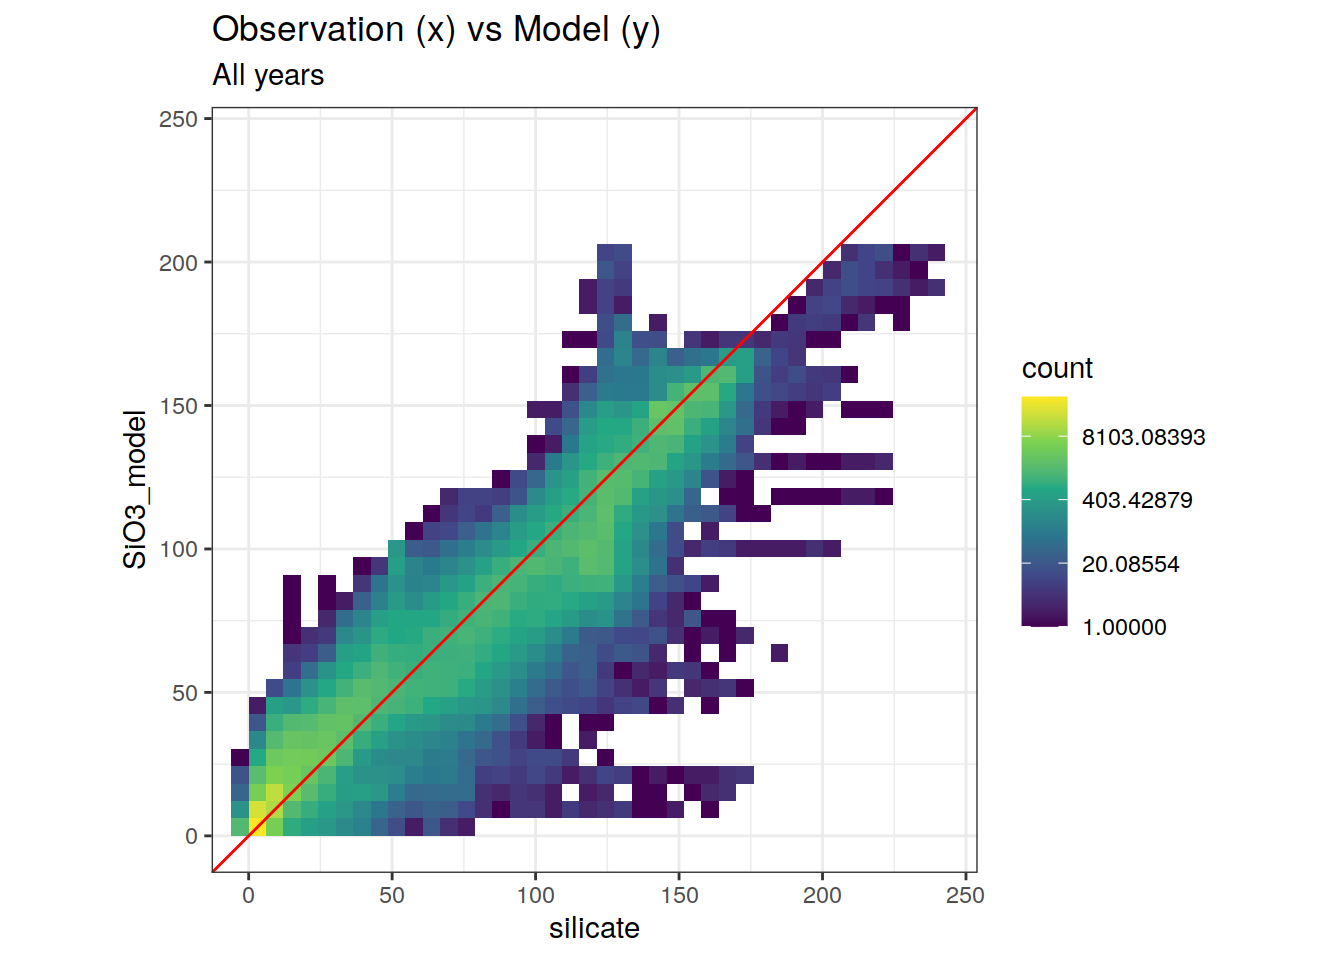 Observation (x) vs Model (y)
All years
250
200
150
100
50
0
SiO3_model
0 50 100 150 200 250
silicate
count
8103.08393
403.42879
20.08554
1.00000